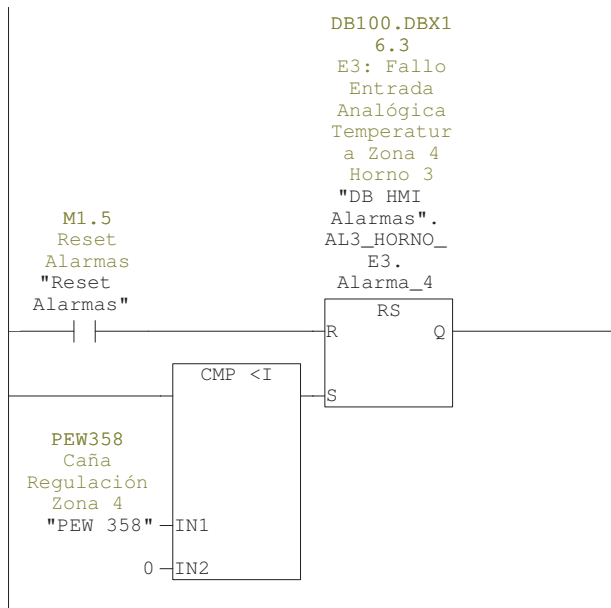 DB100.DBX1
6.3
E3: Fallo
Entrada
Analógica
Temperatur
a Zona 4
Horno 3
"DB HMI
Alarmas".
AL3_HORNO_
E3.
Alarma_4
M1.5
Reset
Alarmas
"Reset
Alarmas"
RS
R
Q
CMP <I
S
PEW358
Caña
Regulación
Zona 4
"PEW 358"
IN1
0
IN2